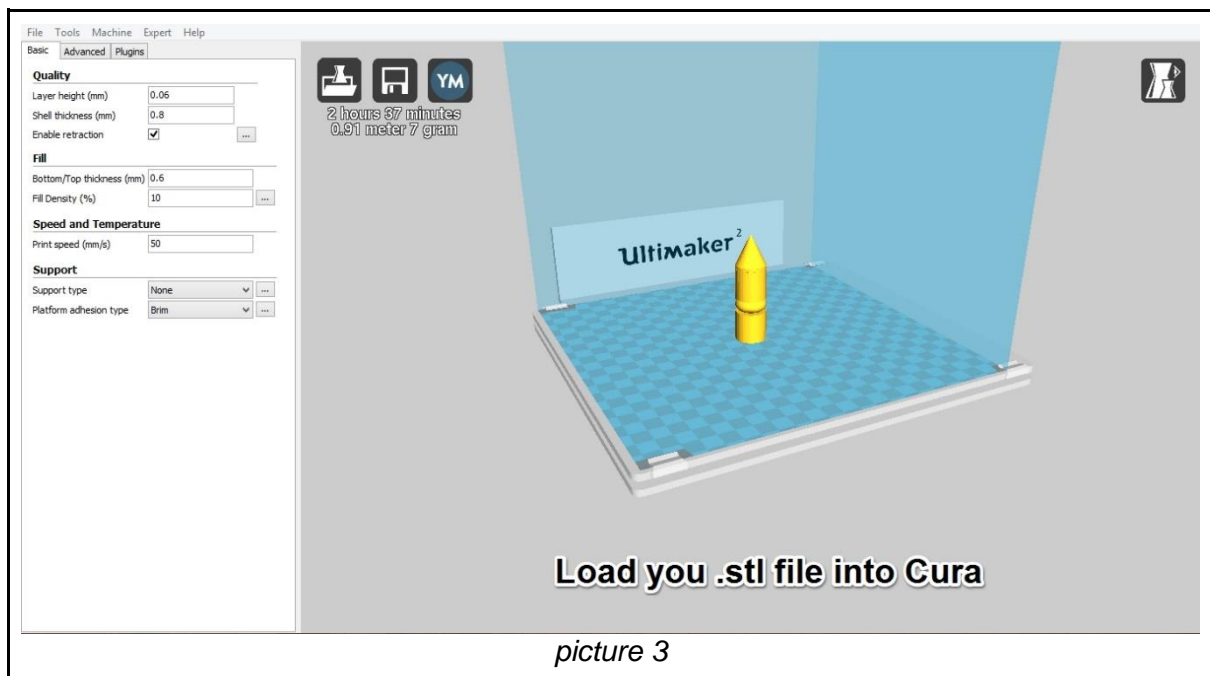 File Tools Machine Expert Help
Basic Advanced Plugins
Quality
Layer height (mm) 0.06
Shell thickness (mm) 0.8
Enable retraction ...
Fill
Bottom/Top thickness (mm) 0.6
Fill Density (%) 10 ...
Speed and Temperature
Print speed (mm/s) 50
Support
Support type None ...
Platform adhesion type Brim ...
YM
2 hours 37 minutes
0.91 meter 7 gram
Ultimaker²
Load you .stl file into Cura
picture 3